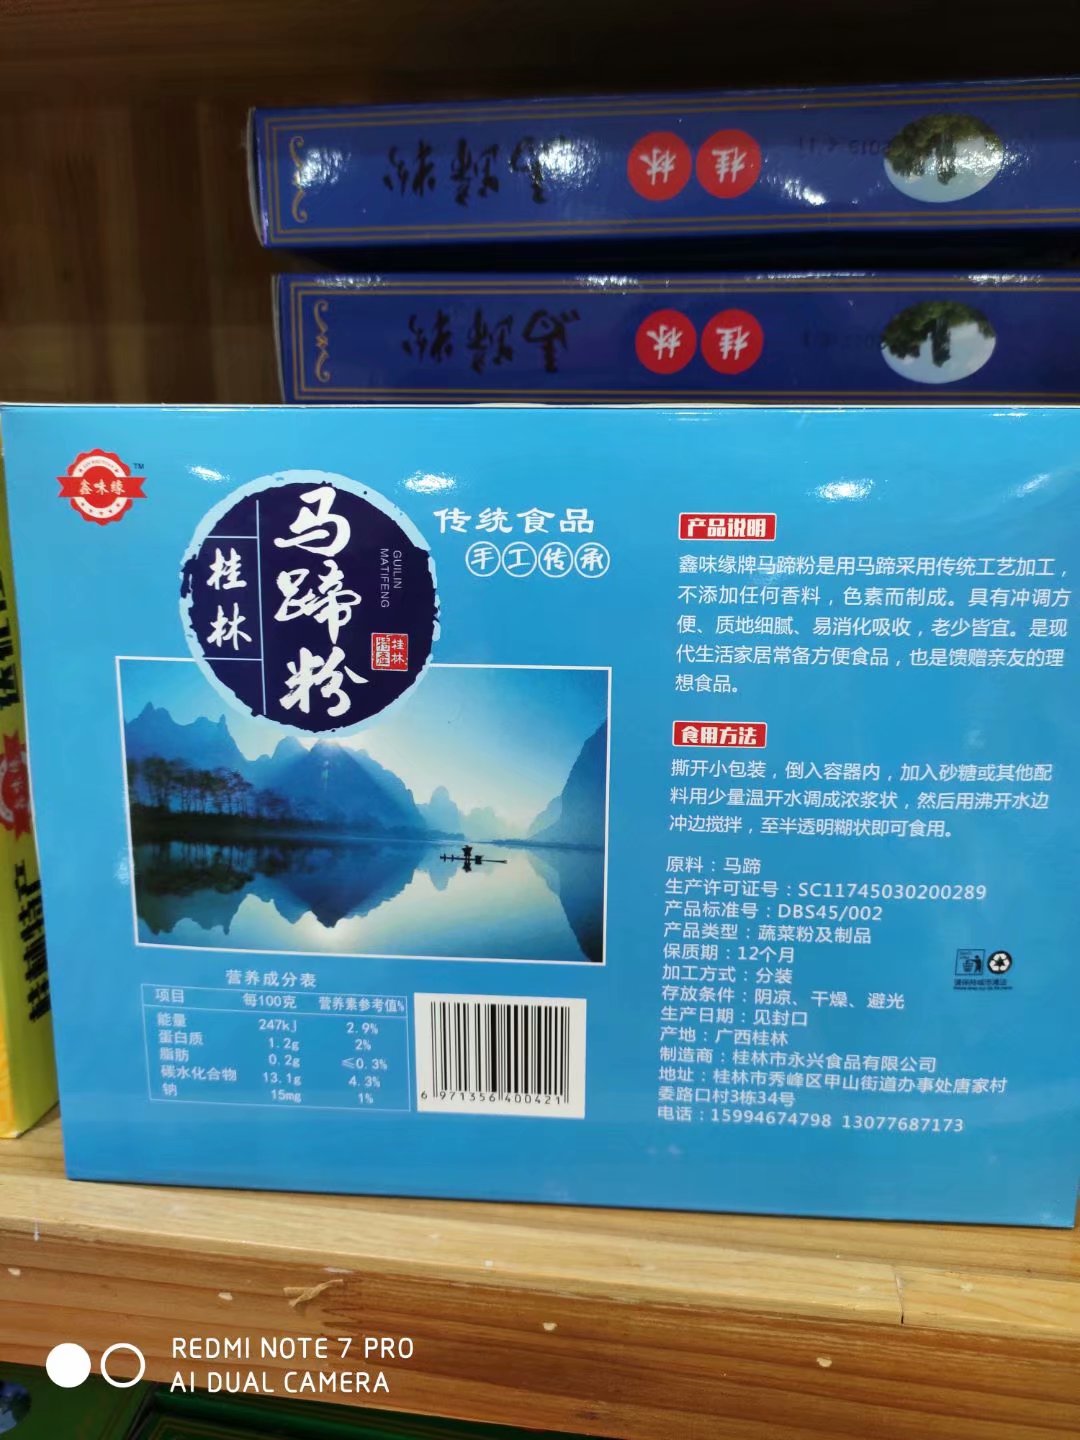 马蹄粉 桂林
马蹄粉 桂林
鑫味缘
TM
马蹄粉
桂林
GUILIN
MATIFENG
桂林
特产
传统食品
手工传承
产品说明
鑫味缘牌马蹄粉是用马蹄采用传统工艺加工，
不添加任何香料，色素而制成。具有冲调方
便、质地细腻、易消化吸收，老少皆宜。是现
代生活家居常备方便食品，也是馈赠亲友的理
想食品。
食用方法
撕开小包装，倒入容器内，加入砂糖或其他配
料用少量温开水调成浓浆状，然后用沸开水边
冲边搅拌，至半透明糊状即可食用。
原料：马蹄
生产许可证号：SC11745030200289
产品标准号：DBS45/002
产品类型：蔬菜粉及制品
保质期：12个月
加工方式：分装
存放条件：阴凉、干燥、避光
生产日期：见封口
产地：广西桂林
制造商：桂林市永兴食品有限公司
地址：桂林市秀峰区甲山街道办事处唐家村
委路口村3栋34号
电话：15994674798 13077687173
营养成分表
项目 每100克 营养素参考值%
能量 247kJ 2.9%
蛋白质 1.2g 2%
脂肪 0.2g ≤0.3%
碳水化合物 13.1g 4.3%
钠 15mg 1%
6 971356 400421
请保持城市清洁
REDMI NOTE 7 PRO
AI DUAL CAMERA